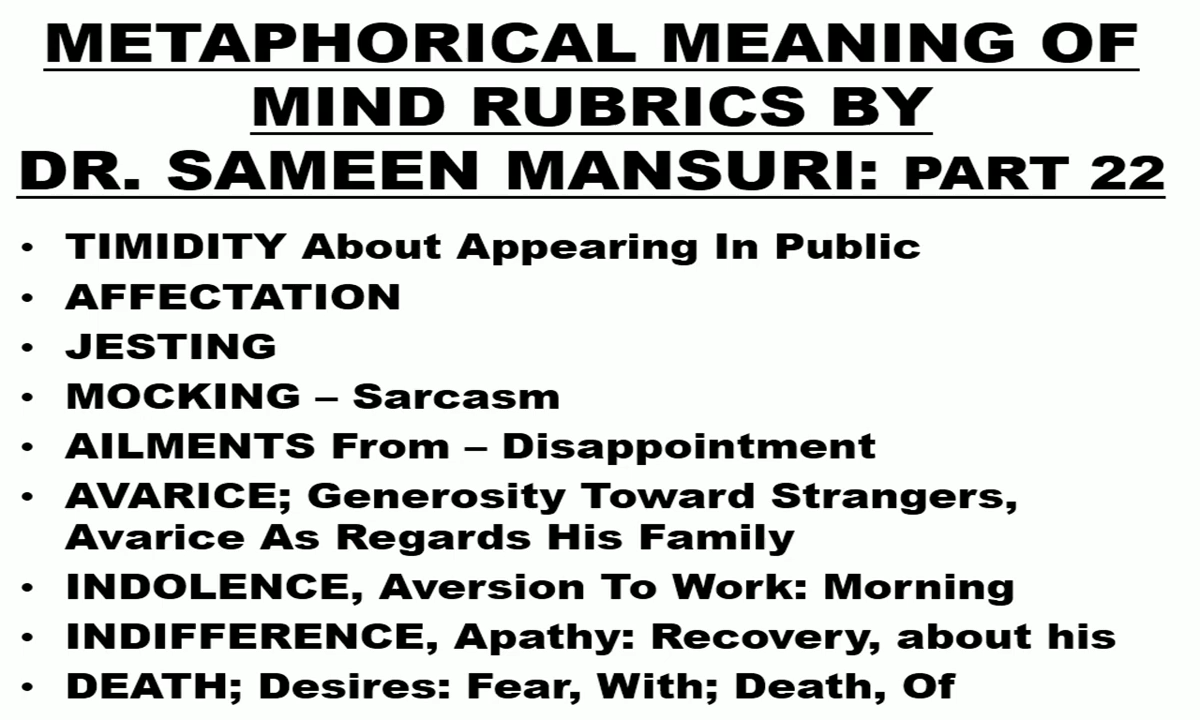 METAPHORICAL MEANING OF
MIND RUBRICS BY
DR. SAMEEN MANSURI: PART 22
• TIMIDITY About Appearing In Public
• AFFECTATION
• JESTING
• MOCKING – Sarcasm
• AILMENTS From – Disappointment
• AVARICE; Generosity Toward Strangers,
Avarice As Regards His Family
• INDOLENCE, Aversion To Work: Morning
• INDIFFERENCE, Apathy: Recovery, about his
• DEATH; Desires: Fear, With; Death, Of